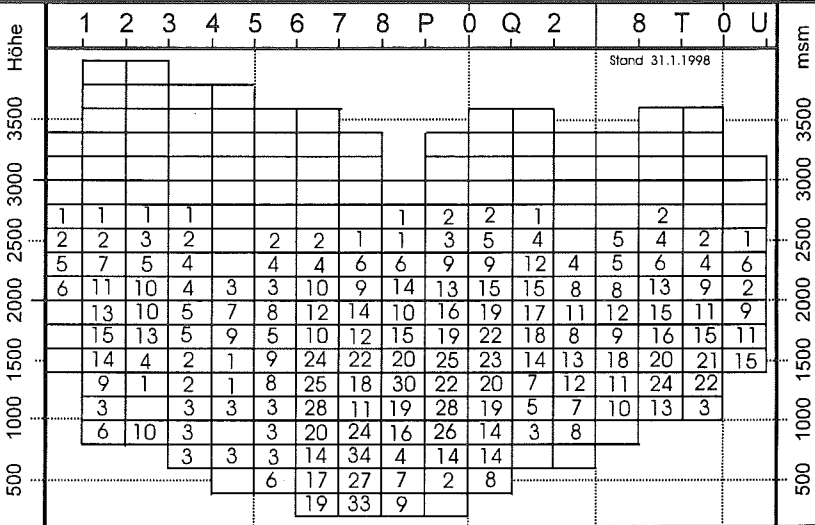 Höhe 1 2 3 4 5 6 7 8 P 0 Q 2 8 T 0 U msm
Stand 31.1.1998
3500 3500
3000 3000
1 1 1 1 1 2 2 1 2
2500 2 2 3 2 2 2 1 1 3 5 4 5 4 2 1 2500
5 7 5 4 4 4 6 6 9 9 12 4 5 6 4 6
2000 6 11 10 4 3 3 10 9 14 13 15 15 8 8 13 9 2 2000
13 10 5 7 8 12 14 10 16 19 17 11 12 15 11 9
15 13 5 9 5 10 12 15 19 22 18 8 9 16 15 11
1500 14 4 2 1 9 24 22 20 25 23 14 13 18 20 21 15 1500
9 1 2 1 8 25 18 30 22 20 7 12 11 24 22
1000 3 3 3 3 28 11 19 28 19 5 7 10 13 3 1000
6 10 3 3 20 24 16 26 14 3 8
3 3 3 14 34 4 14 14
500 6 17 27 7 2 8 500
19 33 9